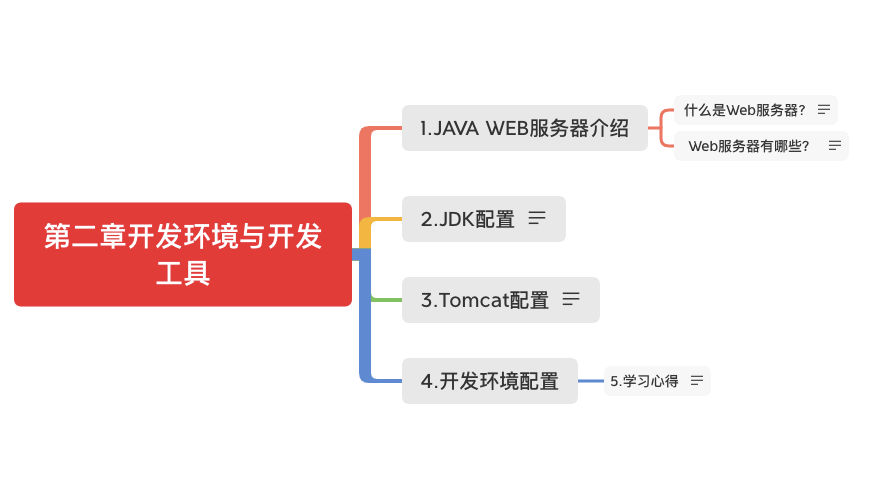 第二章开发环境与开发
工具
1.JAVA WEB服务器介绍
什么是Web服务器?
Web服务器有哪些?
2.JDK配置
3.Tomcat配置
4.开发环境配置
5.学习心得